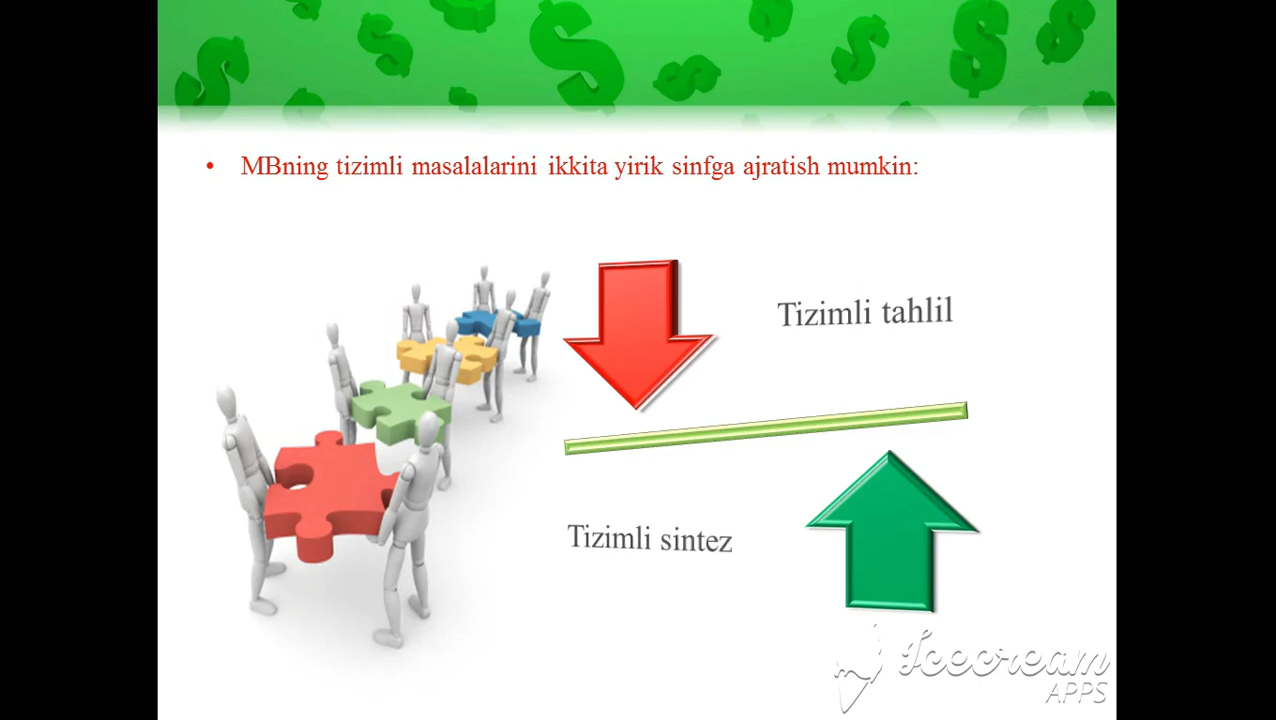 • MBning tizimli masalalarini ikkita yirik sinfga ajratish mumkin:
Tizimli tahlil
Tizimli sintez
Icecream
APPS